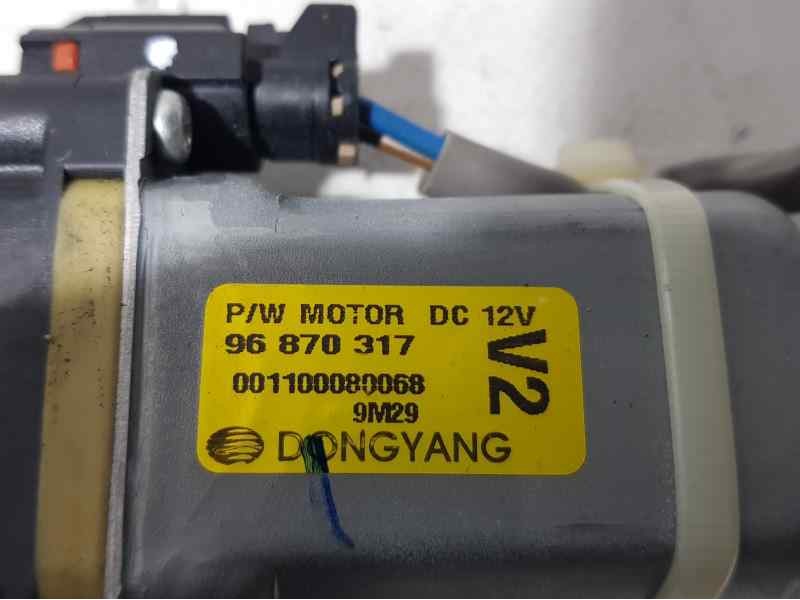 P/W MOTOR DC 12V
96 870 317
V2
001100080068
9M29
DONGYANG